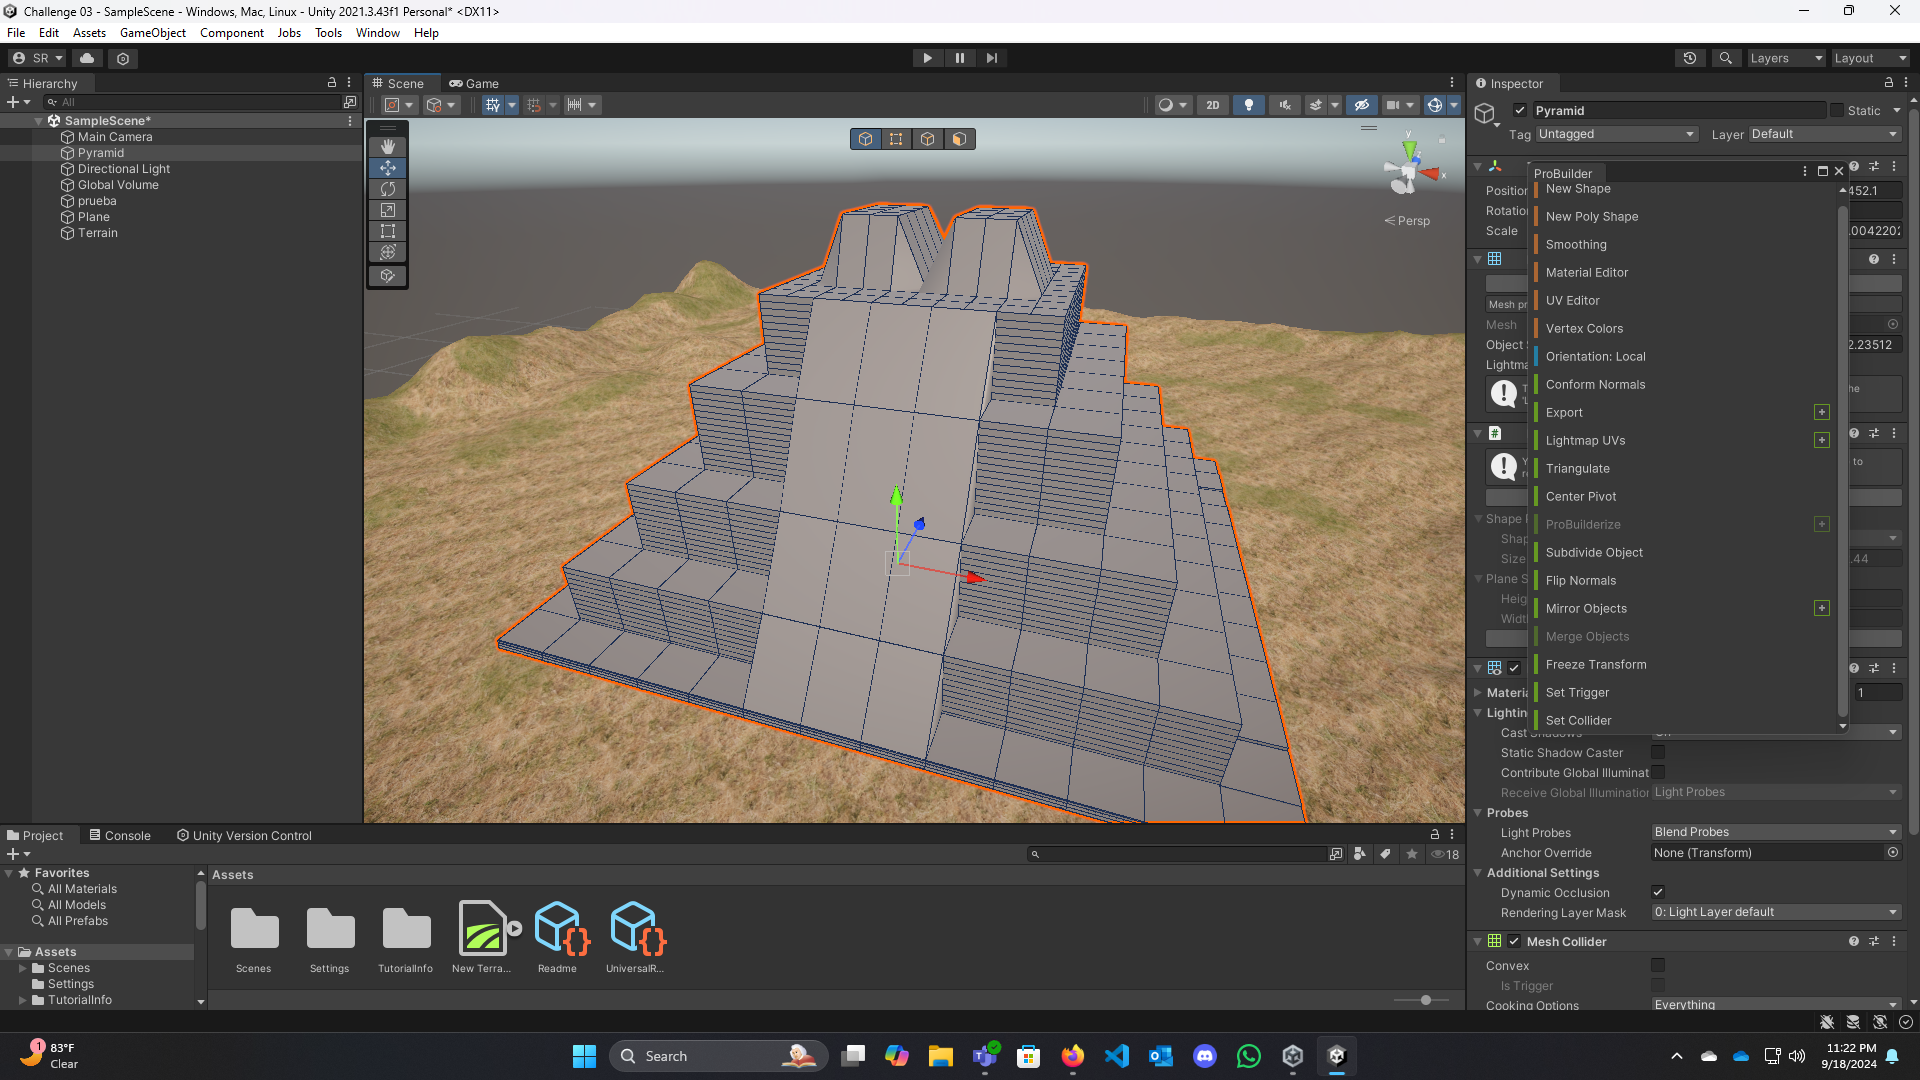 Challenge 03 - SampleScene - Windows, Mac, Linux - Unity 2021.3.43f1 Personal* <DX11>
File Edit Assets GameObject Component Jobs Tools Window Help
SR
Layers
Layout
Hierarchy
All
SampleScene*
Main Camera
Pyramid
Directional Light
Global Volume
prueba
Plane
Terrain
Scene
Game
2D
y
z
x
Persp
Inspector
Pyramid
Static
Tag Untagged
Layer Default
Position
452.1
Rotation
Scale
.0042202
Mesh pr
Mesh
Object S
2.23512
Lightma
he
to
Shape
Shap
Size
.44
Plane S
Heig
Width
Materia
1
Lightin
Cast Shadows
Static Shadow Caster
Contribute Global Illuminat
Receive Global Illumination Light Probes
Probes
Light Probes Blend Probes
Anchor Override None (Transform)
Additional Settings
Dynamic Occlusion
Rendering Layer Mask 0: Light Layer default
Mesh Collider
Convex
Is Trigger
Cooking Options Everything
ProBuilder
New Shape
New Poly Shape
Smoothing
Material Editor
UV Editor
Vertex Colors
Orientation: Local
Conform Normals
Export
Lightmap UVs
Triangulate
Center Pivot
ProBuilderize
Subdivide Object
Flip Normals
Mirror Objects
Merge Objects
Freeze Transform
Set Trigger
Set Collider
Project
Console
Unity Version Control
18
Favorites
All Materials
All Models
All Prefabs
Assets
Scenes
Settings
TutorialInfo
Assets
Scenes
Settings
TutorialInfo
New Terra...
Readme
UniversalR...
1
83°F
Clear
Search
11:22 PM
9/18/2024